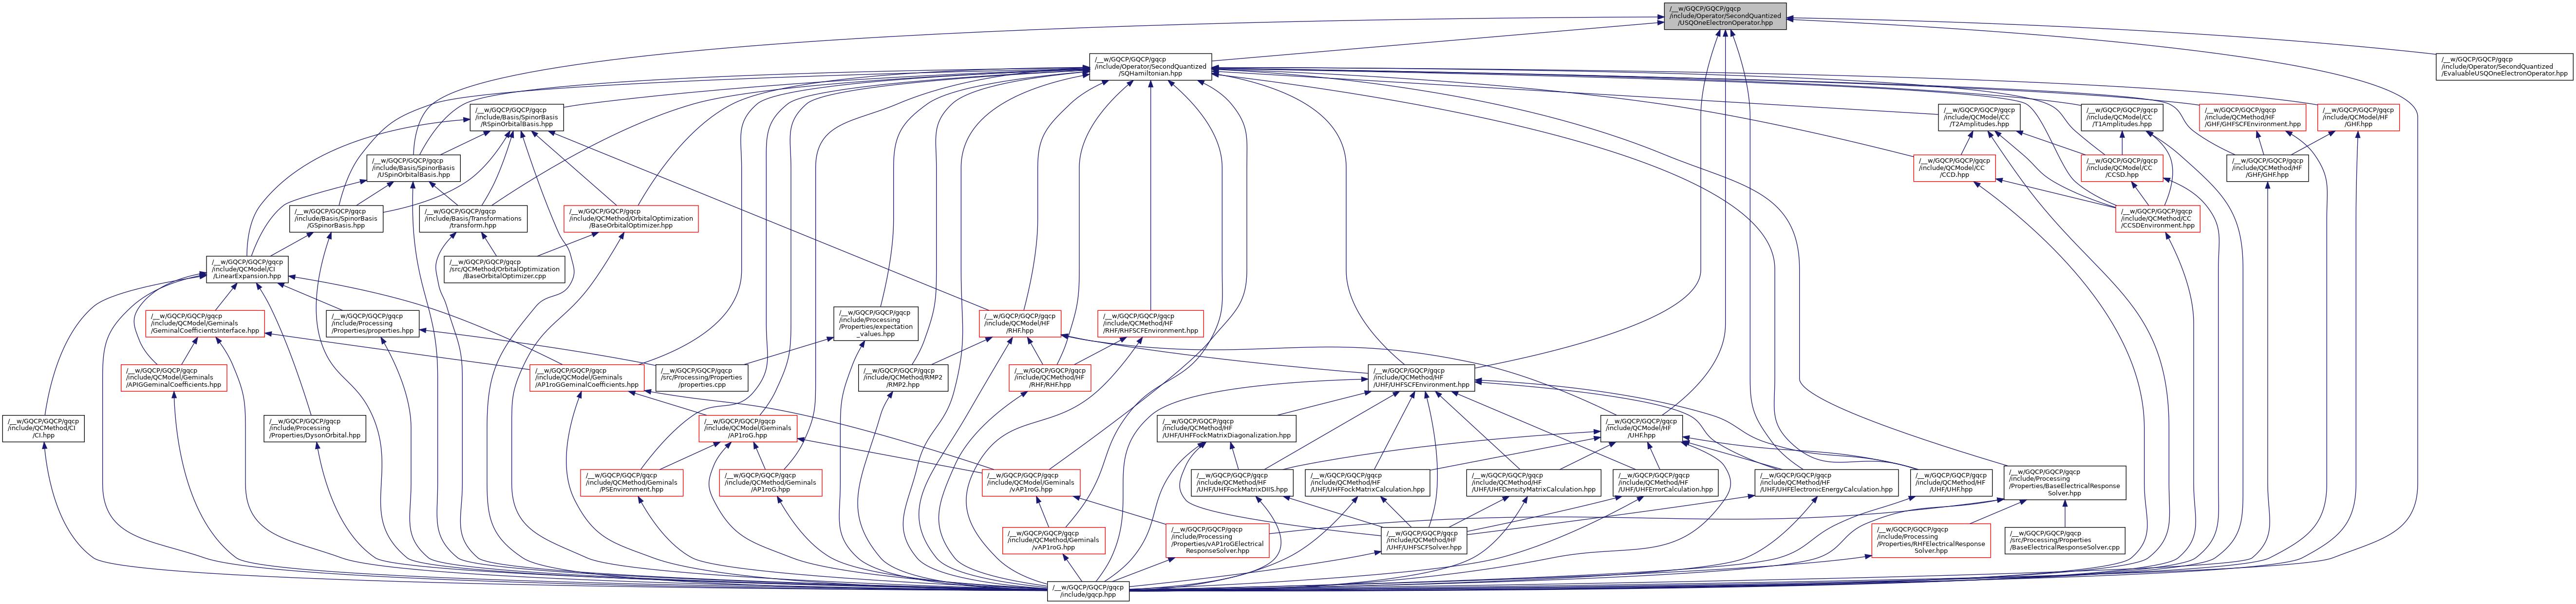 /__w/GQCP/GQCP/gqcp
/include/Operator/SecondQuantized
/USQOneElectronOperator.hpp
/__w/GQCP/GQCP/gqcp
/include/Operator/SecondQuantized
/SQHamiltonian.hpp
/__w/GQCP/GQCP/gqcp
/include/Operator/SecondQuantized
/EvaluableUSQOneElectronOperator.hpp
/__w/GQCP/GQCP/gqcp
/include/Basis/SpinorBasis
/RSpinOrbitalBasis.hpp
/__w/GQCP/GQCP/gqcp
/include/QCModel/CC
/T2Amplitudes.hpp
/__w/GQCP/GQCP/gqcp
/include/QCModel/CC
/T1Amplitudes.hpp
/__w/GQCP/GQCP/gqcp
/include/QCMethod/HF
/GHF/GHFSCFEnvironment.hpp
/__w/GQCP/GQCP/gqcp
/include/QCModel/HF
/GHF.hpp
/__w/GQCP/GQCP/gqcp
/include/Basis/SpinorBasis
/USpinOrbitalBasis.hpp
/__w/GQCP/GQCP/gqcp
/include/QCModel/CC
/CCD.hpp
/__w/GQCP/GQCP/gqcp
/include/QCModel/CC
/CCSD.hpp
/__w/GQCP/GQCP/gqcp
/include/QCMethod/HF
/GHF/GHF.hpp
/__w/GQCP/GQCP/gqcp
/include/Basis/SpinorBasis
/GSpinorBasis.hpp
/__w/GQCP/GQCP/gqcp
/include/Basis/Transformations
/transform.hpp
/__w/GQCP/GQCP/gqcp
/include/QCMethod/OrbitalOptimization
/BaseOrbitalOptimizer.hpp
/__w/GQCP/GQCP/gqcp
/include/QCMethod/CC
/CCSDEnvironment.hpp
/__w/GQCP/GQCP/gqcp
/include/QCModel/CI
/LinearExpansion.hpp
/__w/GQCP/GQCP/gqcp
/src/QCMethod/OrbitalOptimization
/BaseOrbitalOptimizer.cpp
/__w/GQCP/GQCP/gqcp
/include/QCModel/Geminals
/GeminalCoefficientsInterface.hpp
/__w/GQCP/GQCP/gqcp
/include/Processing
/Properties/properties.hpp
/__w/GQCP/GQCP/gqcp
/include/Processing
/Properties/expectation
_values.hpp
/__w/GQCP/GQCP/gqcp
/include/QCModel/HF
/RHF.hpp
/__w/GQCP/GQCP/gqcp
/include/QCMethod/HF
/RHF/RHFSCFEnvironment.hpp
/__w/GQCP/GQCP/gqcp
/include/QCModel/Geminals
/APIGGeminalCoefficients.hpp
/__w/GQCP/GQCP/gqcp
/include/QCModel/Geminals
/AP1roGGeminalCoefficients.hpp
/__w/GQCP/GQCP/gqcp
/src/Processing/Properties
/properties.cpp
/__w/GQCP/GQCP/gqcp
/include/QCMethod/RMP2
/RMP2.hpp
/__w/GQCP/GQCP/gqcp
/include/QCMethod/HF
/RHF/RHF.hpp
/__w/GQCP/GQCP/gqcp
/include/QCMethod/HF
/UHF/UHFSCFEnvironment.hpp
/__w/GQCP/GQCP/gqcp
/include/QCMethod/CI
/CI.hpp
/__w/GQCP/GQCP/gqcp
/include/Processing
/Properties/DysonOrbital.hpp
/__w/GQCP/GQCP/gqcp
/include/QCModel/Geminals
/AP1roG.hpp
/__w/GQCP/GQCP/gqcp
/include/QCMethod/HF
/UHF/UHFFockMatrixDiagonalization.hpp
/__w/GQCP/GQCP/gqcp
/include/QCModel/HF
/UHF.hpp
/__w/GQCP/GQCP/gqcp
/include/QCMethod/Geminals
/PSEnvironment.hpp
/__w/GQCP/GQCP/gqcp
/include/QCMethod/Geminals
/AP1roG.hpp
/__w/GQCP/GQCP/gqcp
/include/QCModel/Geminals
/vAP1roG.hpp
/__w/GQCP/GQCP/gqcp
/include/QCMethod/HF
/UHF/UHFFockMatrixDIIS.hpp
/__w/GQCP/GQCP/gqcp
/include/QCMethod/HF
/UHF/UHFFockMatrixCalculation.hpp
/__w/GQCP/GQCP/gqcp
/include/QCMethod/HF
/UHF/UHFDensityMatrixCalculation.hpp
/__w/GQCP/GQCP/gqcp
/include/QCMethod/HF
/UHF/UHFErrorCalculation.hpp
/__w/GQCP/GQCP/gqcp
/include/QCMethod/HF
/UHF/UHFElectronicEnergyCalculation.hpp
/__w/GQCP/GQCP/gqcp
/include/QCMethod/HF
/UHF/UHF.hpp
/__w/GQCP/GQCP/gqcp
/include/Processing
/Properties/BaseElectricalResponse
Solver.hpp
/__w/GQCP/GQCP/gqcp
/include/QCMethod/Geminals
/vAP1roG.hpp
/__w/GQCP/GQCP/gqcp
/include/Processing
/Properties/vAP1roGElectrical
ResponseSolver.hpp
/__w/GQCP/GQCP/gqcp
/include/QCMethod/HF
/UHF/UHFSCFSolver.hpp
/__w/GQCP/GQCP/gqcp
/include/Processing
/Properties/RHFElectricalResponse
Solver.hpp
/__w/GQCP/GQCP/gqcp
/src/Processing/Properties
/BaseElectricalResponseSolver.cpp
/__w/GQCP/GQCP/gqcp
/include/gqcp.hpp